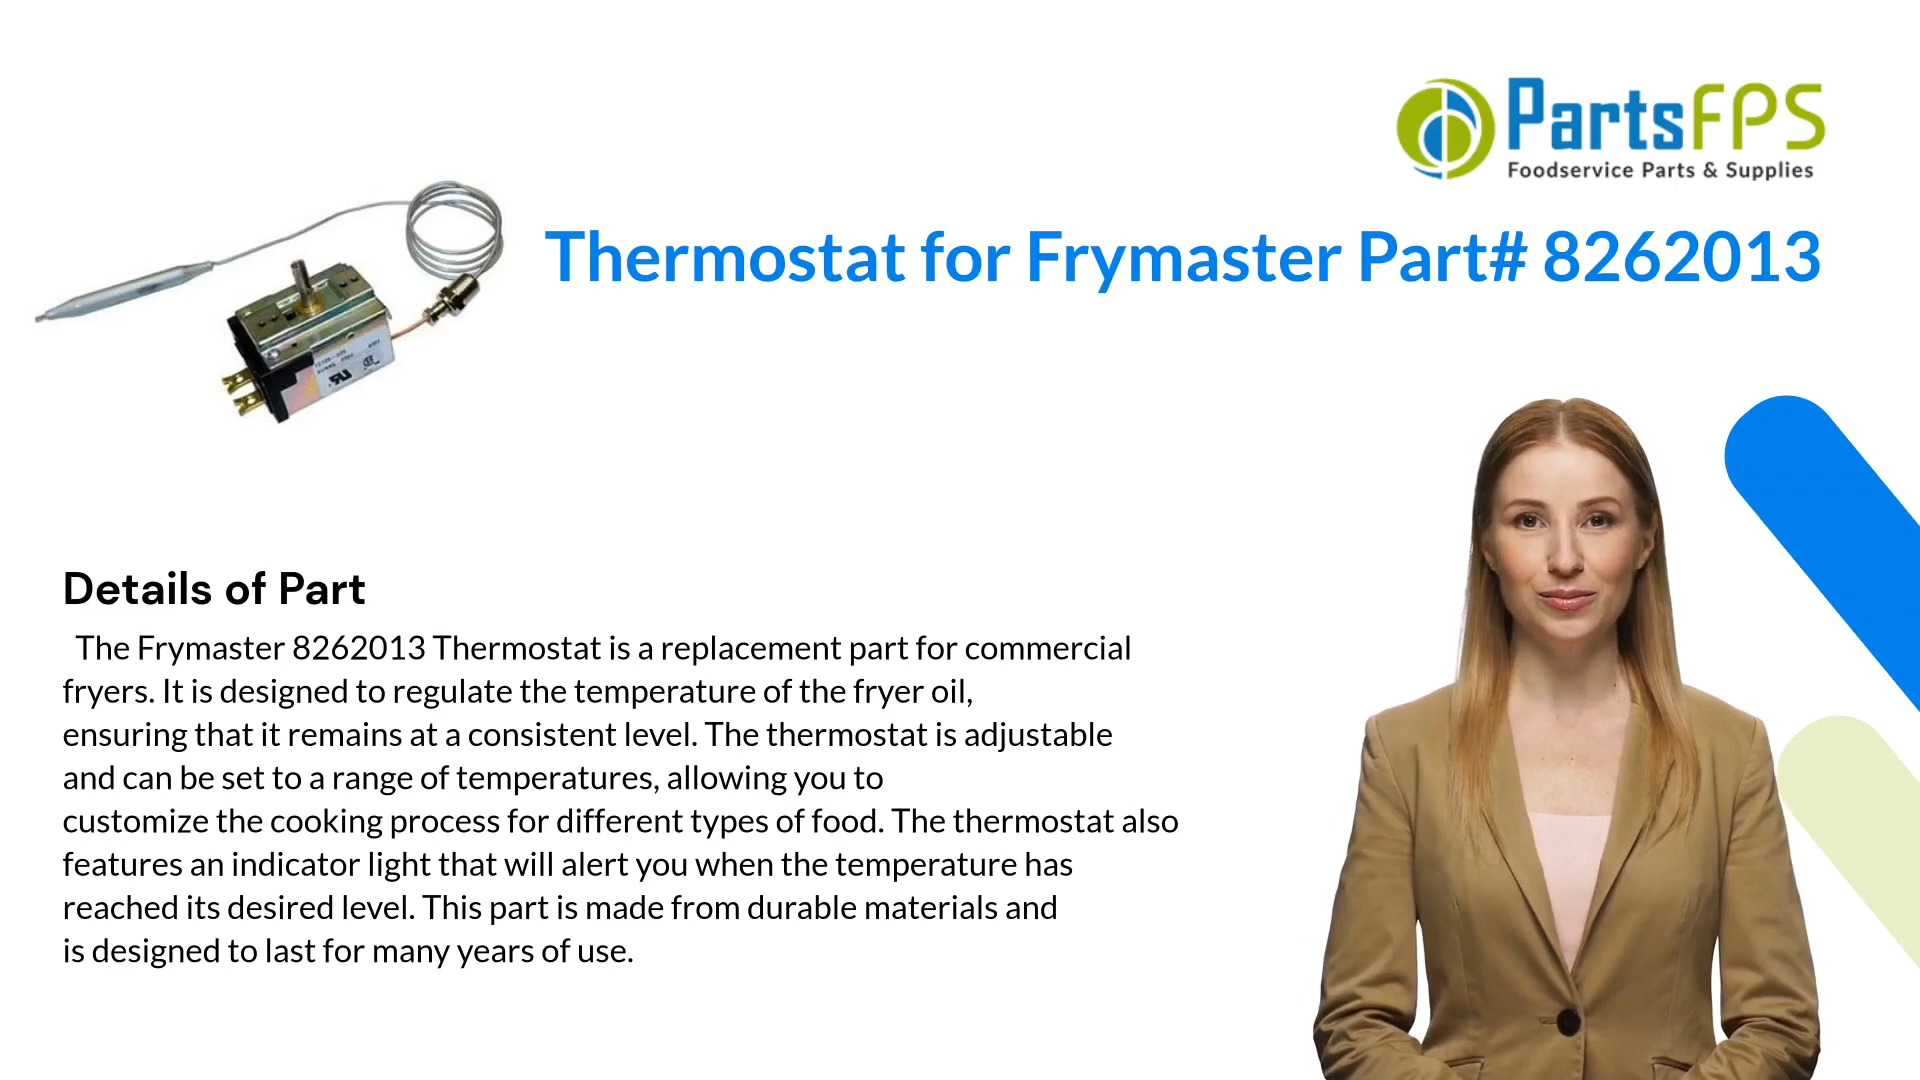 PartsFPS
Foodservice Parts & Supplies
Thermostat for Frymaster Part# 8262013
Details of Part
The Frymaster 8262013 Thermostat is a replacement part for commercial
fryers. It is designed to regulate the temperature of the fryer oil,
ensuring that it remains at a consistent level. The thermostat is adjustable
and can be set to a range of temperatures, allowing you to
customize the cooking process for different types of food. The thermostat also
features an indicator light that will alert you when the temperature has
reached its desired level. This part is made from durable materials and
is designed to last for many years of use.